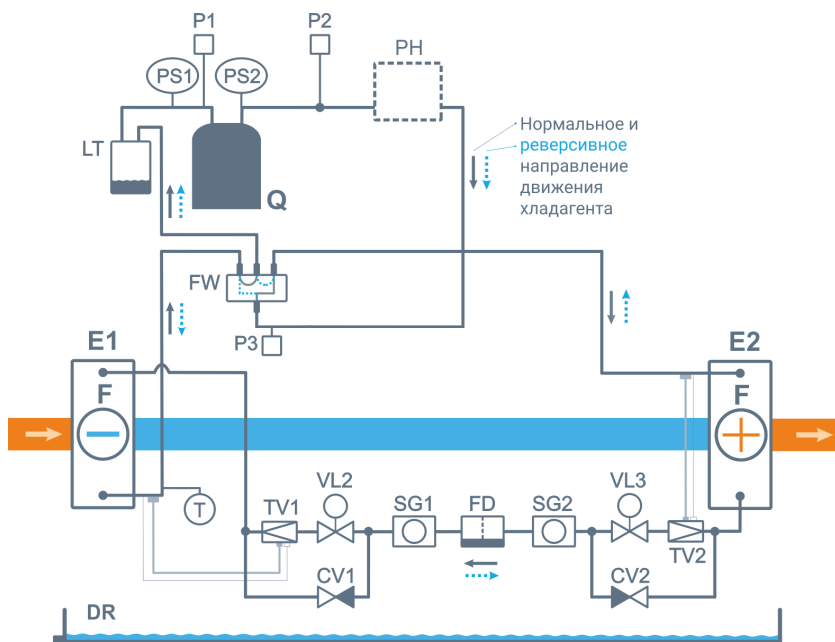 P1
P2
PH
PS1
PS2
LT
Q
Нормальное и
реверсивное
направление
движения
хладагента
FW
P3
E1
E2
F
F
T
TV1
VL2
SG1
FD
SG2
VL3
TV2
CV1
CV2
DR